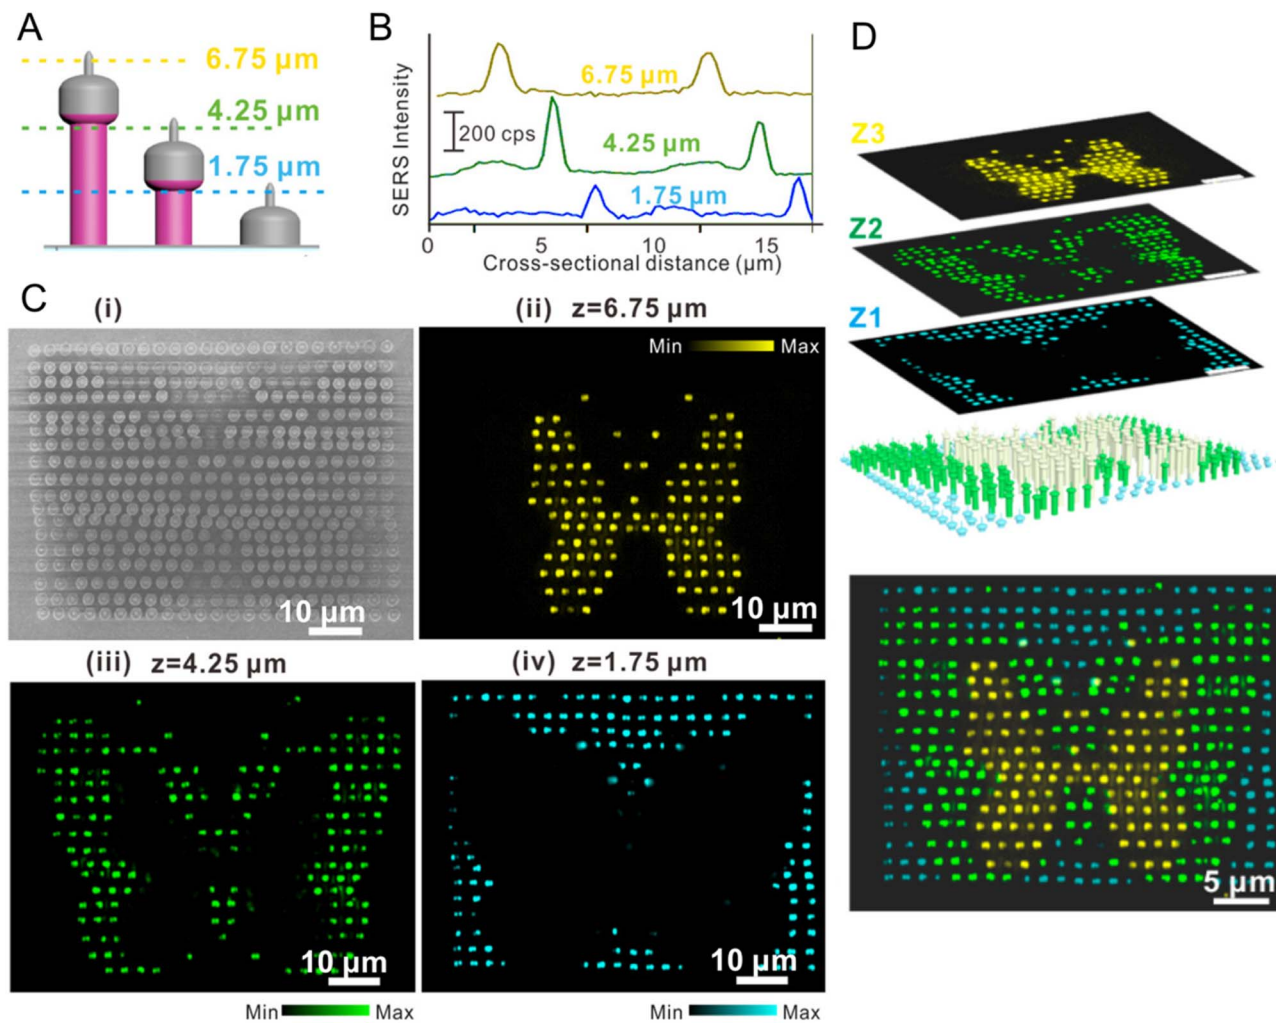 A
6.75 µm
4.25 µm
1.75 µm
B
SERS Intensity
200 cps
6.75 µm
4.25 µm
1.75 µm
0 5 10 15
Cross-sectional distance (µm)
C
(i)
10 µm
(ii) z=6.75 µm
Min Max
10 µm
(iii) z=4.25 µm
10 µm
Min Max
(iv) z=1.75 µm
10 µm
Min Max
D
Z3
Z2
Z1
5 µm